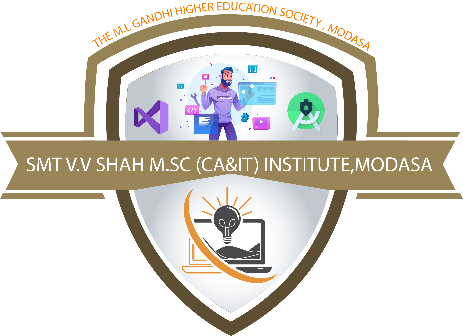 THE M.L GANDHI HIGHER EDUCATION SOCIETY , MODASA
SMT V.V SHAH M.SC (CA&IT) INSTITUTE,MODASA